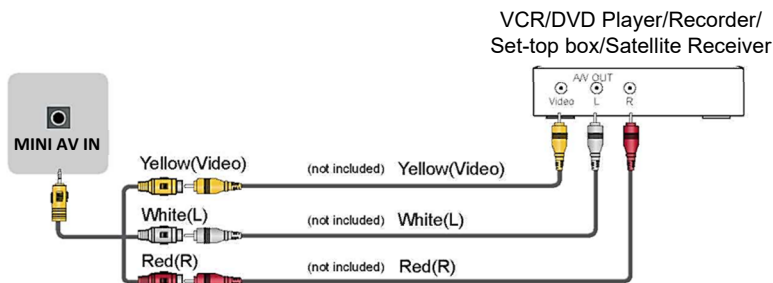 VCR/DVD Player/Recorder/
Set-top box/Satellite Receiver
A/V OUT
Video L R
MINI AV IN
Yellow(Video) (not included) Yellow(Video)
White(L) (not included) White(L)
Red(R) (not included) Red(R)